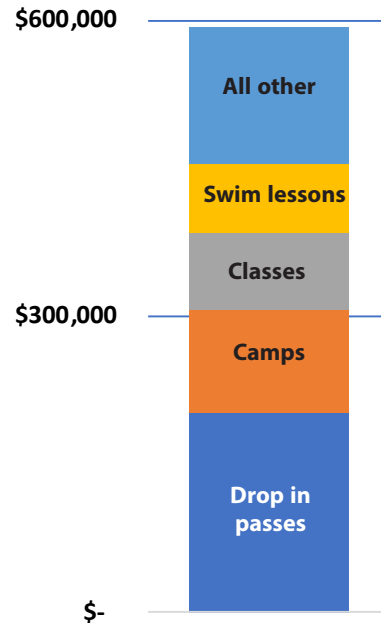 $600,000
All other
Swim lessons
Classes
$300,000
Camps
Drop in
passes
$-